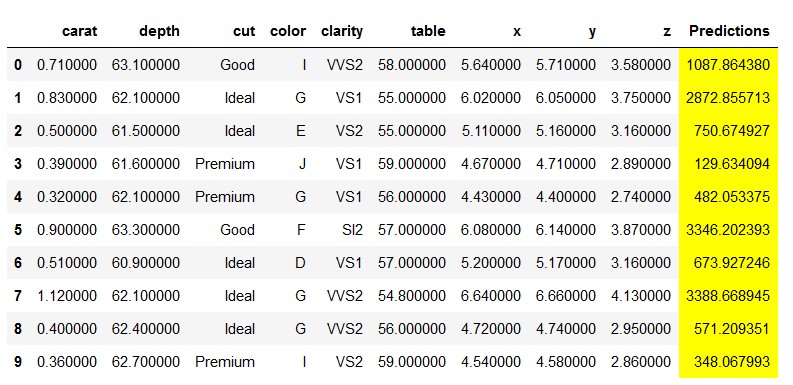 carat depth cut color clarity table x y z Predictions
0 0.710000 63.100000 Good I VVS2 58.000000 5.640000 5.710000 3.580000 1087.864380
1 0.830000 62.100000 Ideal G VS1 55.000000 6.020000 6.050000 3.750000 2872.855713
2 0.500000 61.500000 Ideal E VS2 55.000000 5.110000 5.160000 3.160000 750.674927
3 0.390000 61.600000 Premium J VS1 59.000000 4.670000 4.710000 2.890000 129.634094
4 0.320000 62.100000 Premium G VS1 56.000000 4.430000 4.400000 2.740000 482.053375
5 0.900000 63.300000 Good F SI2 57.000000 6.080000 6.140000 3.870000 3346.202393
6 0.510000 60.900000 Ideal D VS1 57.000000 5.200000 5.170000 3.160000 673.927246
7 1.120000 62.100000 Ideal G VVS2 54.800000 6.640000 6.660000 4.130000 3388.668945
8 0.400000 62.400000 Ideal G VVS2 56.000000 4.720000 4.740000 2.950000 571.209351
9 0.360000 62.700000 Premium I VS2 59.000000 4.540000 4.580000 2.860000 348.067993